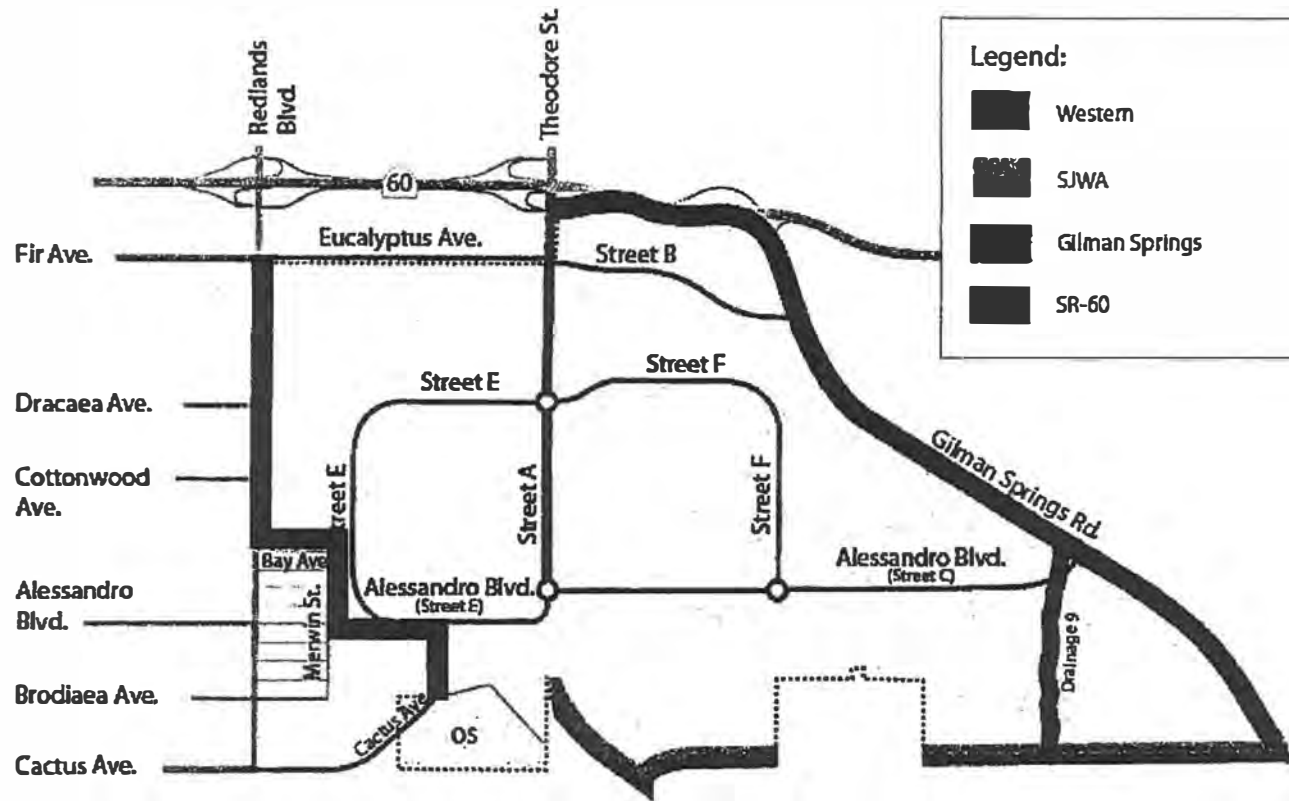 Redlands
Blvd.
Theodore St.
Legend:
Western
SJWA
Gilman Springs
SR-60
60
Fir Ave.
Eucalyptus Ave.
Street B
Dracaea Ave.
Street E
Street F
Cottonwood
Ave.
Street E
Street A
Street F
Gilman Springs Rd.
Bay Ave
Alessandro Blvd.
(Street E)
Alessandro Blvd.
(Street C)
Alessandro
Blvd.
Merwin St.
Drainage 9
Brodiaea Ave.
Cactus Ave
OS
Cactus Ave.